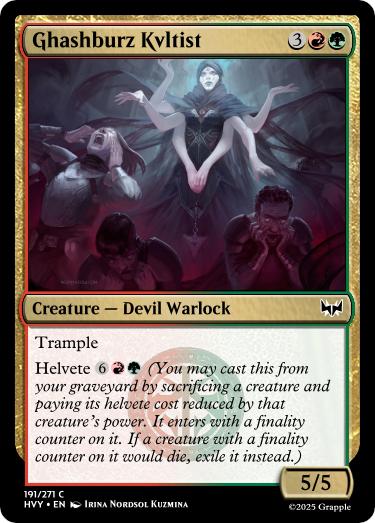 Ghashburz Kvltist 3
Creature — Devil Warlock
Trample
Helvete 6 (You may cast this from
your graveyard by sacrificing a creature and
paying its helvete cost reduced by that
creature's power. It enters with a finality
counter on it. If a creature with a finality
counter on it would die, exile it instead.)
5/5
191/271 C
HVY • EN Irina Nordsol Kuzmina
©2025 Grapple